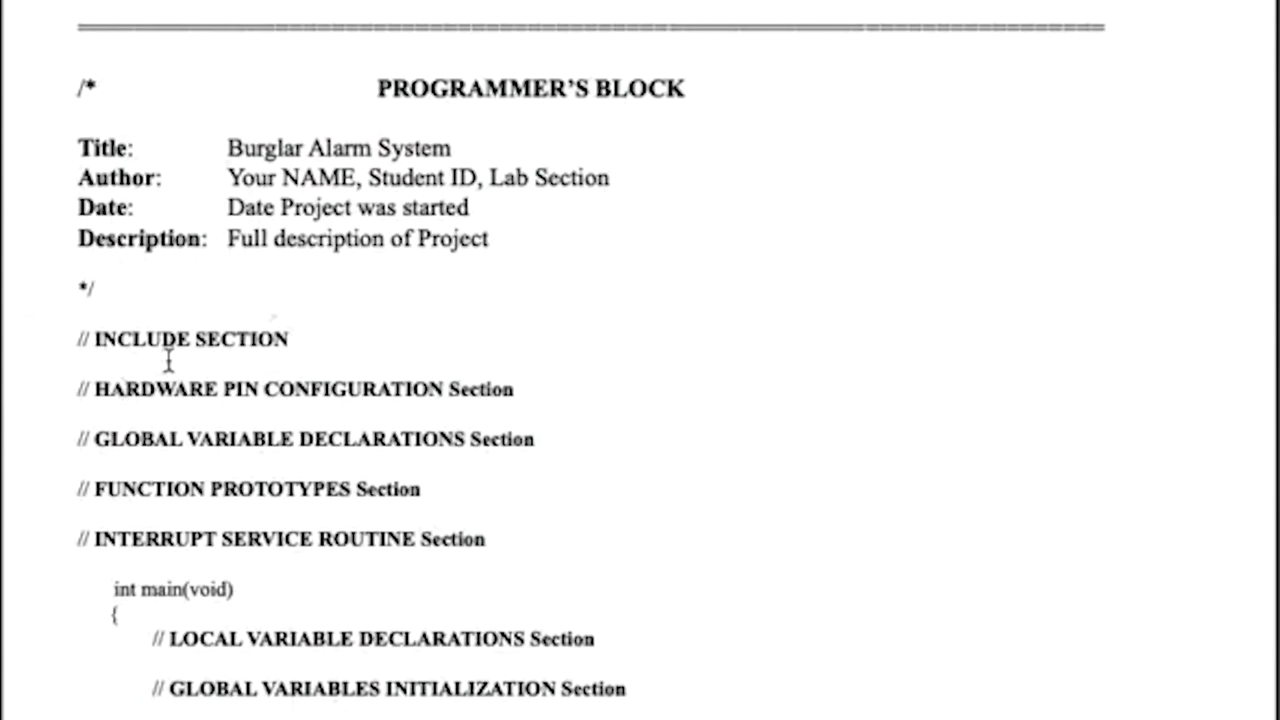 /* PROGRAMMER'S BLOCK
Title: Burglar Alarm System
Author: Your NAME, Student ID, Lab Section
Date: Date Project was started
Description: Full description of Project
*/
// INCLUDE SECTION
// HARDWARE PIN CONFIGURATION Section
// GLOBAL VARIABLE DECLARATIONS Section
// FUNCTION PROTOTYPES Section
// INTERRUPT SERVICE ROUTINE Section
int main(void)
{
// LOCAL VARIABLE DECLARATIONS Section
// GLOBAL VARIABLES INITIALIZATION Section